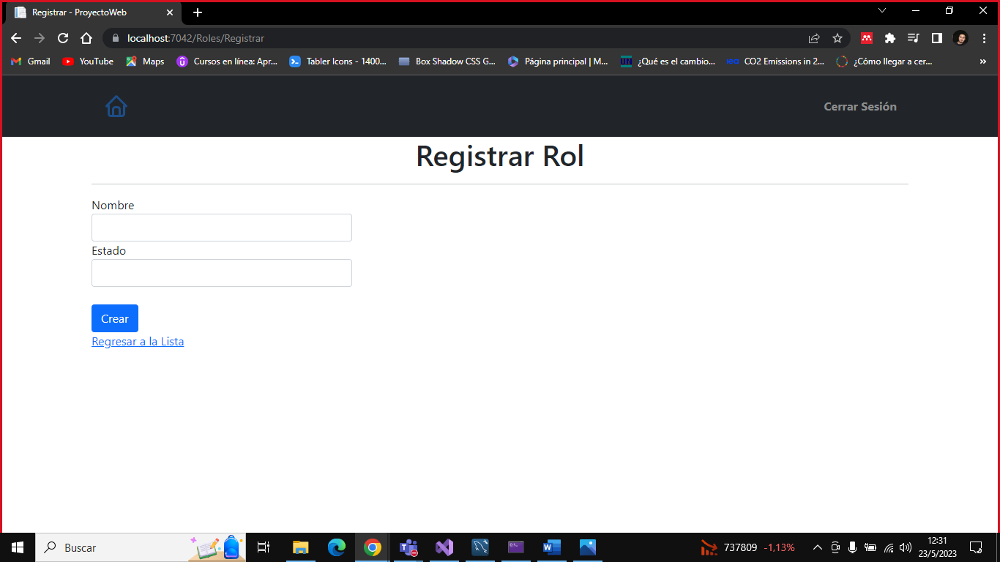 Registrar - ProyectoWeb
localhost:7042/Roles/Registrar
Gmail YouTube Maps Cursos en línea: Apr... Tabler Icons - 1400... Box Shadow CSS G... Página principal | M... UN ¿Qué es el cambio... CO2 Emissions in 2... ¿Cómo llegar a cer... »
Cerrar Sesión
Registrar Rol
Nombre
Estado
Crear
Regresar a la Lista
Buscar
737809 -1,13%
12:31
23/5/2023